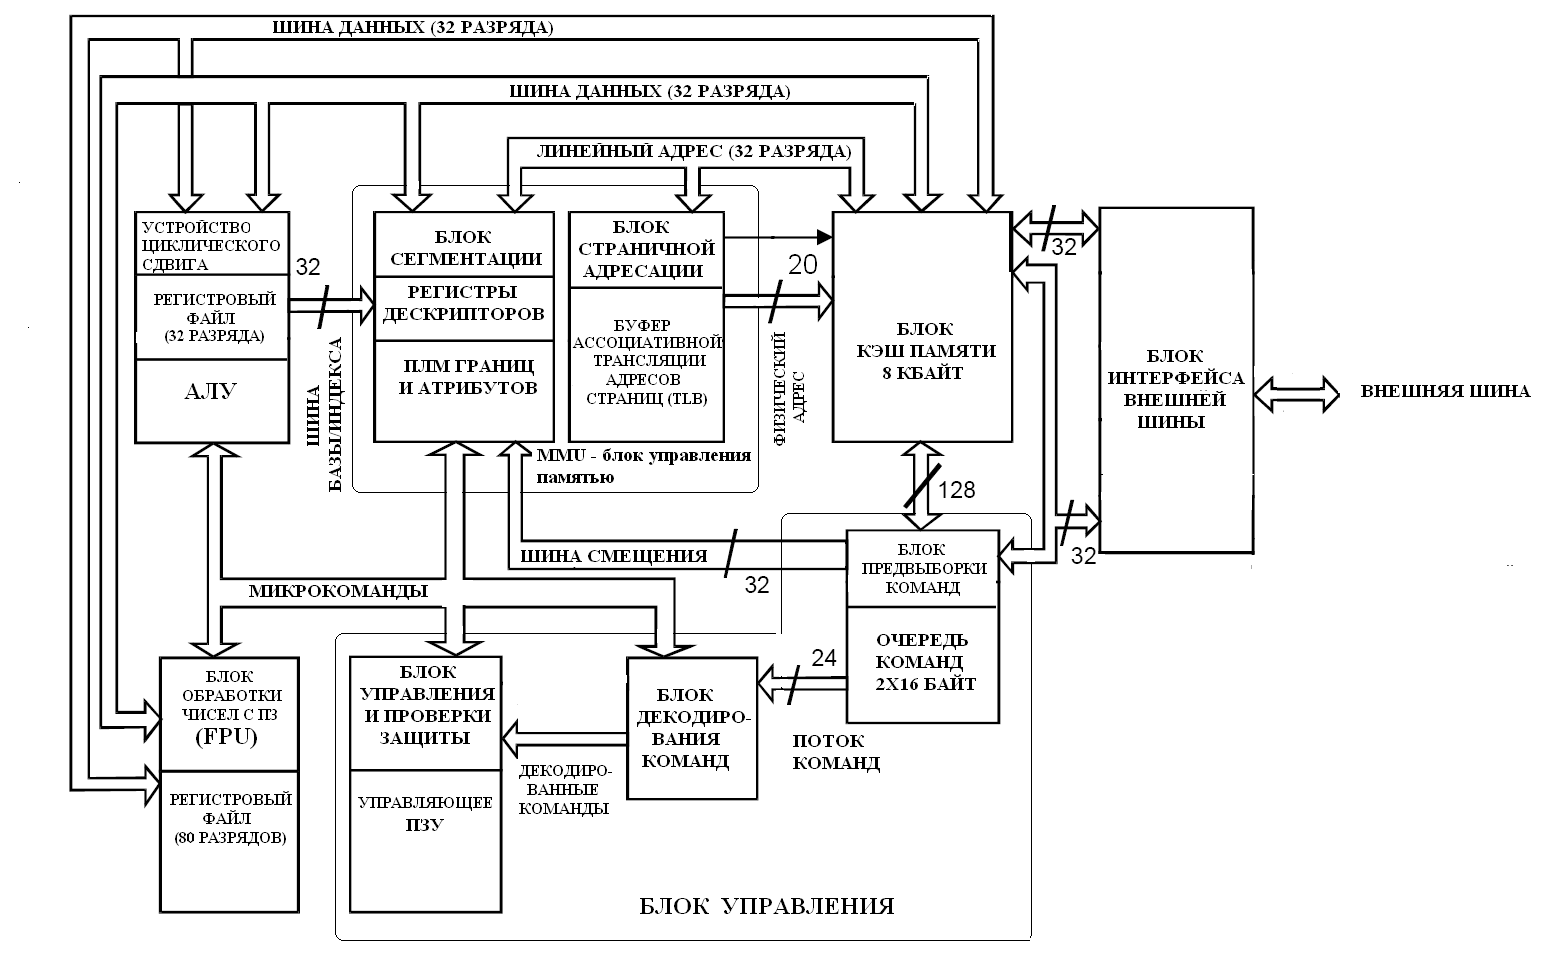 ШИНА ДАННЫХ (32 РАЗРЯДА)
ШИНА ДАННЫХ (32 РАЗРЯДА)
ЛИНЕЙНЫЙ АДРЕС (32 РАЗРЯДА)
УСТРОЙСТВО
ЦИКЛИЧЕСКОГО
СДВИГА
РЕГИСТРОВЫЙ
ФАЙЛ
(32 РАЗРЯДА)
АЛУ
32
ШИНА
БАЗЫ/ИНДЕКСА
БЛОК
СЕГМЕНТАЦИИ
РЕГИСТРЫ
ДЕСКРИПТОРОВ
ПЛМ ГРАНИЦ
И АТРИБУТОВ
БЛОК
СТРАНИЧНОЙ
АДРЕСАЦИИ
БУФЕР
АССОЦИАТИВНОЙ
ТРАНСЛЯЦИИ
АДРЕСОВ
СТРАНИЦ (TLB)
MMU - блок управления
памятью
20
ФИЗИЧЕСКИЙ
АДРЕС
БЛОК
КЭШ ПАМЯТИ
8 КБАЙТ
32
БЛОК
ИНТЕРФЕЙСА
ВНЕШНЕЙ
ШИНЫ
ВНЕШНЯЯ ШИНА
128
32
ШИНА СМЕЩЕНИЯ
32
БЛОК
ПРЕДВЫБОРКИ
КОМАНД
ОЧЕРЕДЬ
КОМАНД
2X16 БАЙТ
МИКРОКОМАНДЫ
24
ПОТОК
КОМАНД
БЛОК
ОБРАБОТКИ
ЧИСЕЛ С ПЗ
(FPU)
РЕГИСТРОВЫЙ
ФАЙЛ
(80 РАЗРЯДОВ)
БЛОК
УПРАВЛЕНИЯ
И ПРОВЕРКИ
ЗАЩИТЫ
УПРАВЛЯЮЩЕЕ
ПЗУ
БЛОК
ДЕКОДИРО-
ВАНИЯ
КОМАНД
ДЕКОДИРО-
ВАННЫЕ
КОМАНДЫ
БЛОК УПРАВЛЕНИЯ